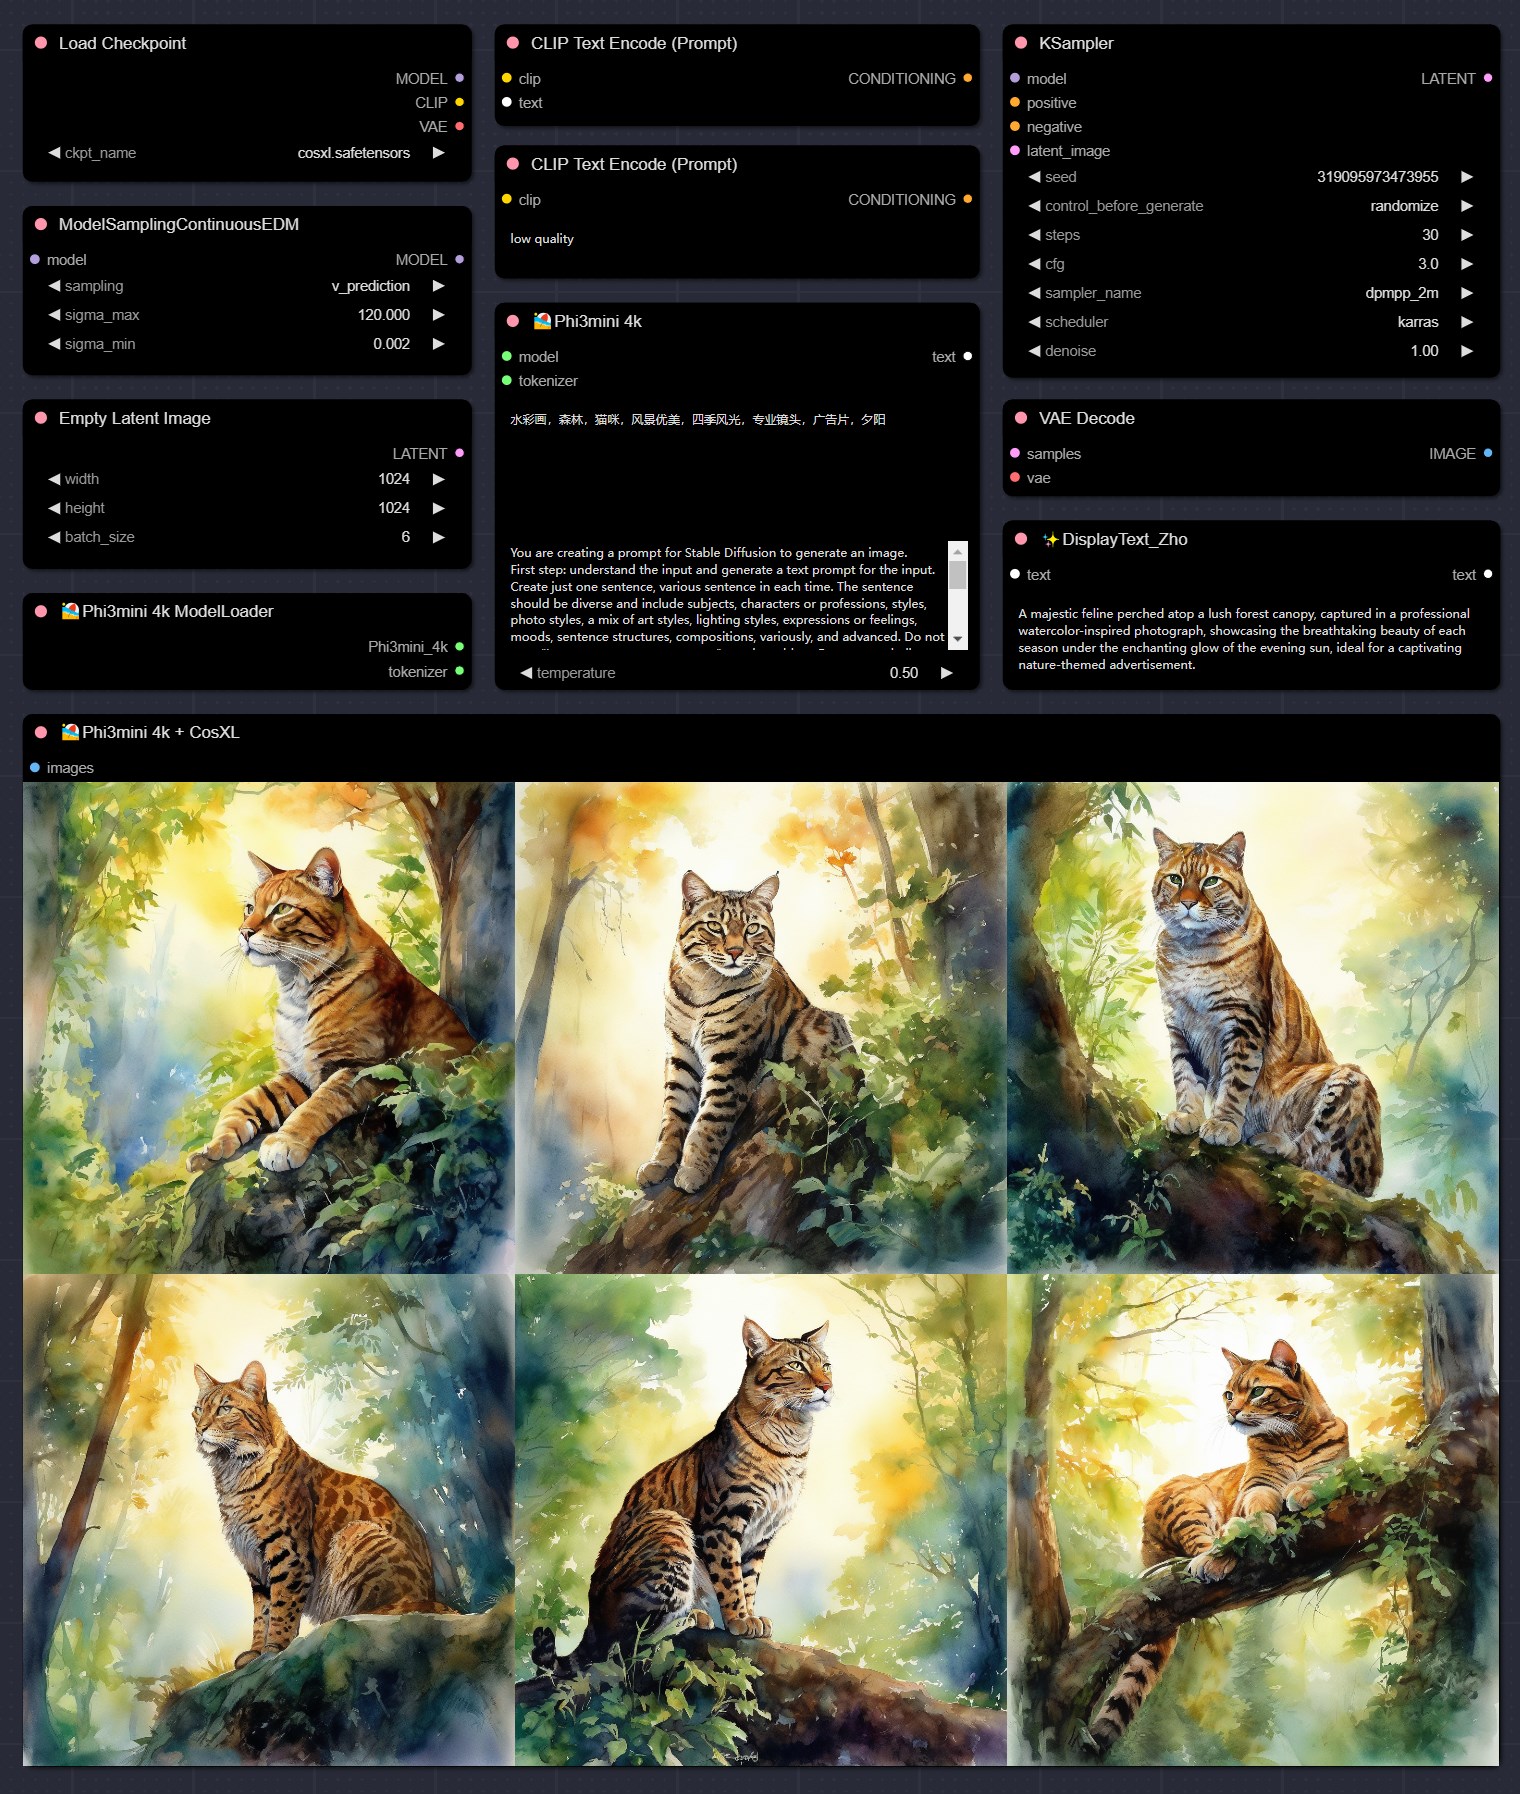 Load Checkpoint
MODEL
CLIP
VAE
ckpt_name cosxl.safetensors
ModelSamplingContinuousEDM
model MODEL
sampling v_prediction
sigma_max 120.000
sigma_min 0.002
Empty Latent Image
LATENT
width 1024
height 1024
batch_size 6
Phi3mini 4k ModelLoader
Phi3mini_4k
tokenizer
CLIP Text Encode (Prompt)
clip CONDITIONING
text
CLIP Text Encode (Prompt)
clip CONDITIONING
low quality
Phi3mini 4k
model text
tokenizer
水彩画，森林，猫咪，风景优美，四季风光，专业镜头，广告片，夕阳
You are creating a prompt for Stable Diffusion to generate an image.
First step: understand the input and generate a text prompt for the input.
Create just one sentence, various sentence in each time. The sentence
should be diverse and include subjects, characters or professions, styles,
photo styles, a mix of art styles, lighting styles, expressions or feelings,
moods, sentence structures, compositions, variously, and advanced. Do not
temperature 0.50
KSampler
model LATENT
positive
negative
latent_image
seed 319095973473955
control_before_generate randomize
steps 30
cfg 3.0
sampler_name dpmpp_2m
scheduler karras
denoise 1.00
VAE Decode
samples IMAGE
vae
✨DisplayText_Zho
text text
A majestic feline perched atop a lush forest canopy, captured in a professional
watercolor-inspired photograph, showcasing the breathtaking beauty of each
season under the enchanting glow of the evening sun, ideal for a captivating
nature-themed advertisement.
Phi3mini 4k + CosXL
images